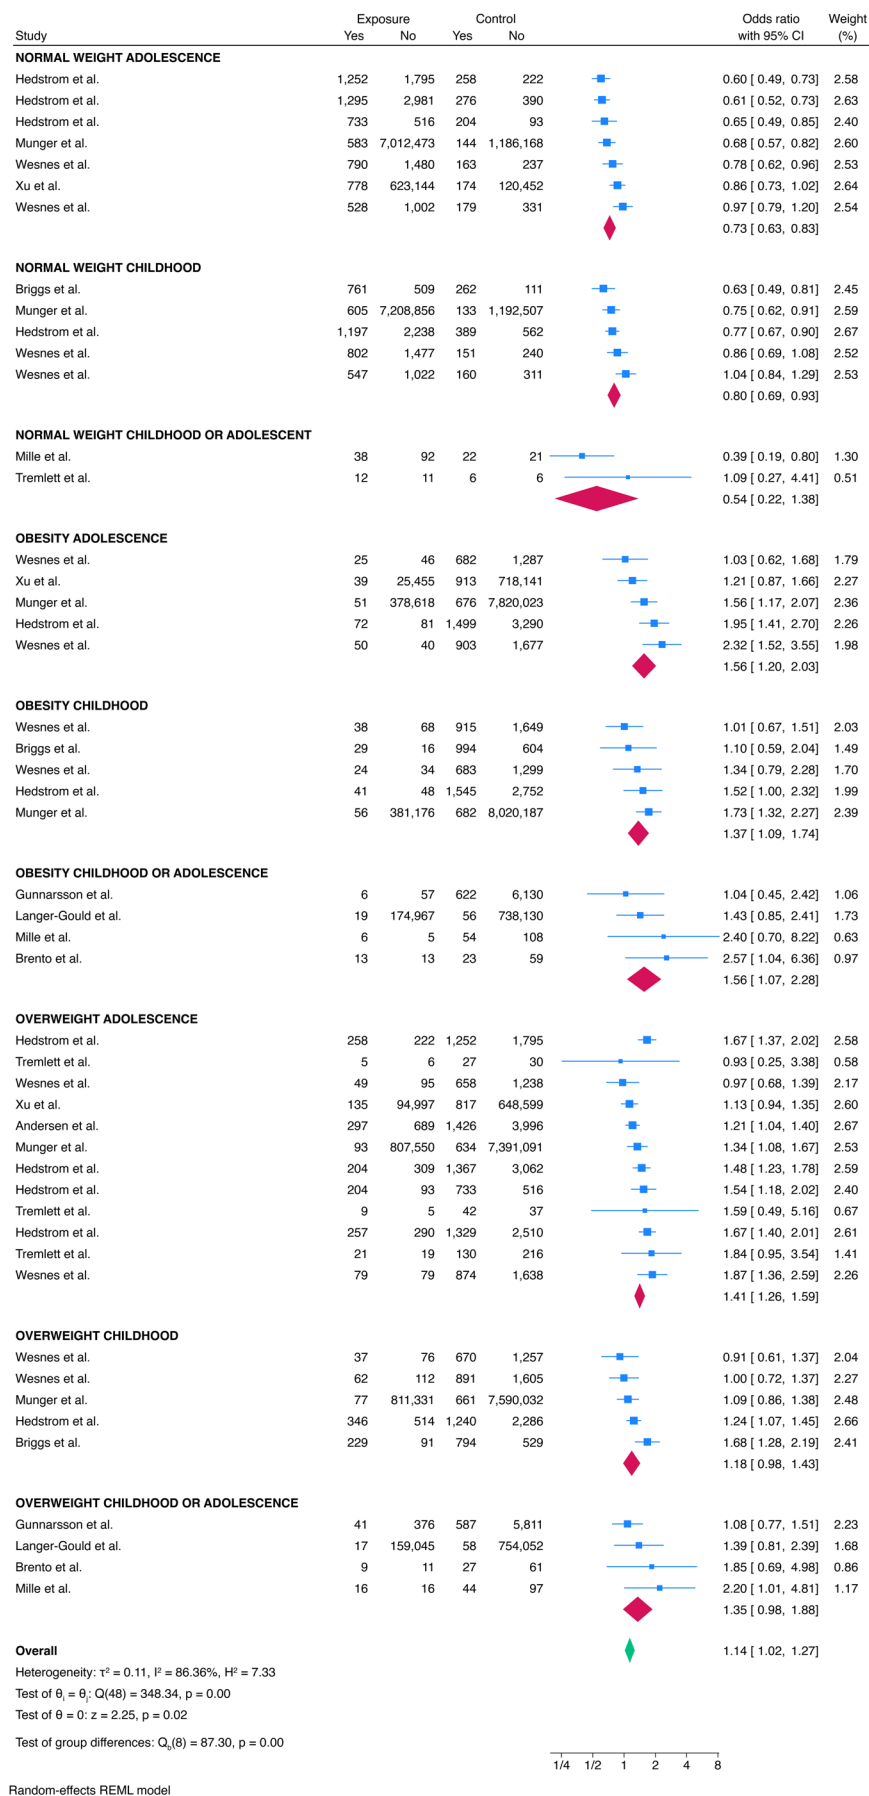 Exposure Control Odds ratio Weight
Study Yes No Yes No with 95% CI (%)
NORMAL WEIGHT ADOLESCENCE
Hedstrom et al. 1,252 1,795 258 222 0.60 [ 0.49, 0.73] 2.58
Hedstrom et al. 1,295 2,981 276 390 0.61 [ 0.52, 0.73] 2.63
Hedstrom et al. 733 516 204 93 0.65 [ 0.49, 0.85] 2.40
Munger et al. 583 7,012,473 144 1,186,168 0.68 [ 0.57, 0.82] 2.60
Wesnes et al. 790 1,480 163 237 0.78 [ 0.62, 0.96] 2.53
Xu et al. 778 623,144 174 120,452 0.86 [ 0.73, 1.02] 2.64
Wesnes et al. 528 1,002 179 331 0.97 [ 0.79, 1.20] 2.54
0.73 [ 0.63, 0.83]
NORMAL WEIGHT CHILDHOOD
Briggs et al. 761 509 262 111 0.63 [ 0.49, 0.81] 2.45
Munger et al. 605 7,208,856 133 1,192,507 0.75 [ 0.62, 0.91] 2.59
Hedstrom et al. 1,197 2,238 389 562 0.77 [ 0.67, 0.90] 2.67
Wesnes et al. 802 1,477 151 240 0.86 [ 0.69, 1.08] 2.52
Wesnes et al. 547 1,022 160 311 1.04 [ 0.84, 1.29] 2.53
0.80 [ 0.69, 0.93]
NORMAL WEIGHT CHILDHOOD OR ADOLESCENT
Mille et al. 38 92 22 21 0.39 [ 0.19, 0.80] 1.30
Tremlett et al. 12 11 6 6 1.09 [ 0.27, 4.41] 0.51
0.54 [ 0.22, 1.38]
OBESITY ADOLESCENCE
Wesnes et al. 25 46 682 1,287 1.03 [ 0.62, 1.68] 1.79
Xu et al. 39 25,455 913 718,141 1.21 [ 0.87, 1.66] 2.27
Munger et al. 51 378,618 676 7,820,023 1.56 [ 1.17, 2.07] 2.36
Hedstrom et al. 72 81 1,499 3,290 1.95 [ 1.41, 2.70] 2.26
Wesnes et al. 50 40 903 1,677 2.32 [ 1.52, 3.55] 1.98
1.56 [ 1.20, 2.03]
OBESITY CHILDHOOD
Wesnes et al. 38 68 915 1,649 1.01 [ 0.67, 1.51] 2.03
Briggs et al. 29 16 994 604 1.10 [ 0.59, 2.04] 1.49
Wesnes et al. 24 34 683 1,299 1.34 [ 0.79, 2.28] 1.70
Hedstrom et al. 41 48 1,545 2,752 1.52 [ 1.00, 2.32] 1.99
Munger et al. 56 381,176 682 8,020,187 1.73 [ 1.32, 2.27] 2.39
1.37 [ 1.09, 1.74]
OBESITY CHILDHOOD OR ADOLESCENCE
Gunnarsson et al. 6 57 622 6,130 1.04 [ 0.45, 2.42] 1.06
Langer-Gould et al. 19 174,967 56 738,130 1.43 [ 0.85, 2.41] 1.73
Mille et al. 6 5 54 108 2.40 [ 0.70, 8.22] 0.63
Brento et al. 13 13 23 59 2.57 [ 1.04, 6.36] 0.97
1.56 [ 1.07, 2.28]
OVERWEIGHT ADOLESCENCE
Hedstrom et al. 258 222 1,252 1,795 1.67 [ 1.37, 2.02] 2.58
Tremlett et al. 5 6 27 30 0.93 [ 0.25, 3.38] 0.58
Wesnes et al. 49 95 658 1,238 0.97 [ 0.68, 1.39] 2.17
Xu et al. 135 94,997 817 648,599 1.13 [ 0.94, 1.35] 2.60
Andersen et al. 297 689 1,426 3,996 1.21 [ 1.04, 1.40] 2.67
Munger et al. 93 807,550 634 7,391,091 1.34 [ 1.08, 1.67] 2.53
Hedstrom et al. 204 309 1,367 3,062 1.48 [ 1.23, 1.78] 2.59
Hedstrom et al. 204 93 733 516 1.54 [ 1.18, 2.02] 2.40
Tremlett et al. 9 5 42 37 1.59 [ 0.49, 5.16] 0.67
Hedstrom et al. 257 290 1,329 2,510 1.67 [ 1.40, 2.01] 2.61
Tremlett et al. 21 19 130 216 1.84 [ 0.95, 3.54] 1.41
Wesnes et al. 79 79 874 1,638 1.87 [ 1.36, 2.59] 2.26
1.41 [ 1.26, 1.59]
OVERWEIGHT CHILDHOOD
Wesnes et al. 37 76 670 1,257 0.91 [ 0.61, 1.37] 2.04
Wesnes et al. 62 112 891 1,605 1.00 [ 0.72, 1.37] 2.27
Munger et al. 77 811,331 661 7,590,032 1.09 [ 0.86, 1.38] 2.48
Hedstrom et al. 346 514 1,240 2,286 1.24 [ 1.07, 1.45] 2.66
Briggs et al. 229 91 794 529 1.68 [ 1.28, 2.19] 2.41
1.18 [ 0.98, 1.43]
OVERWEIGHT CHILDHOOD OR ADOLESCENCE
Gunnarsson et al. 41 376 587 5,811 1.08 [ 0.77, 1.51] 2.23
Langer-Gould et al. 17 159,045 58 754,052 1.39 [ 0.81, 2.39] 1.68
Brento et al. 9 11 27 61 1.85 [ 0.69, 4.98] 0.86
Mille et al. 16 16 44 97 2.20 [ 1.01, 4.81] 1.17
1.35 [ 0.98, 1.88]
Overall 1.14 [ 1.02, 1.27]
Heterogeneity: τ² = 0.11, I² = 86.36%, H² = 7.33
Test of θᵢ = θⱼ: Q(48) = 348.34, p = 0.00
Test of θ = 0: z = 2.25, p = 0.02
Test of group differences: Q_b(8) = 87.30, p = 0.00
1/4 1/2 1 2 4 8
Random-effects REML model